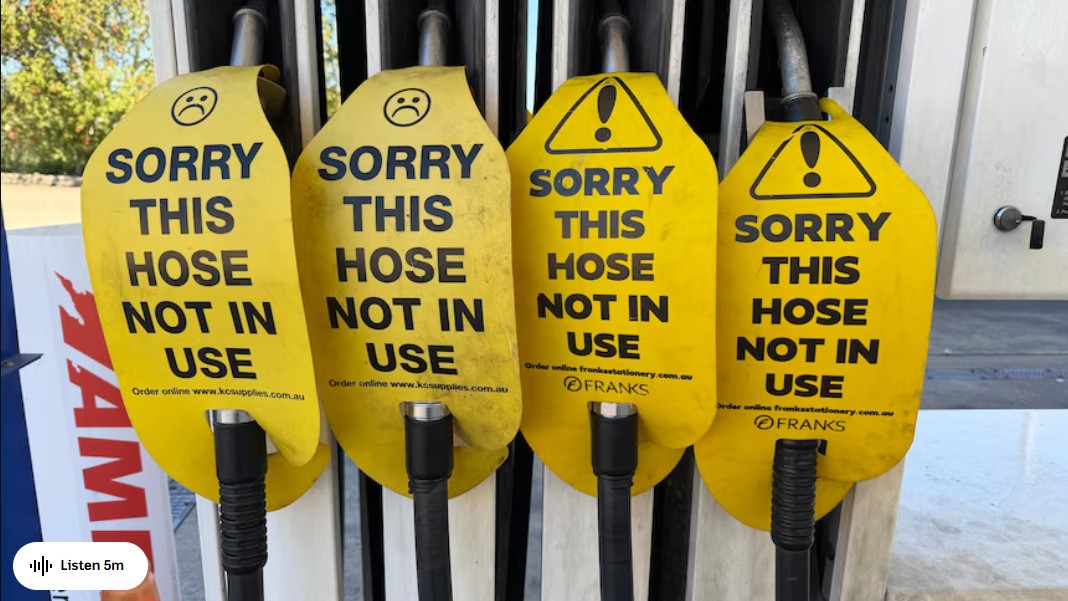 SORRY
THIS
HOSE
NOT IN
USE
Order online www.kcsupplies.com.au
SORRY
THIS
HOSE
NOT IN
USE
Order online www.kcsupplies.com.au
SORRY
THIS
HOSE
NOT IN
USE
Order online franksstationery.com.au
FRANKS
SORRY
THIS
HOSE
NOT IN
USE
Order online franksstationery.com.au
FRANKS
Listen 5m